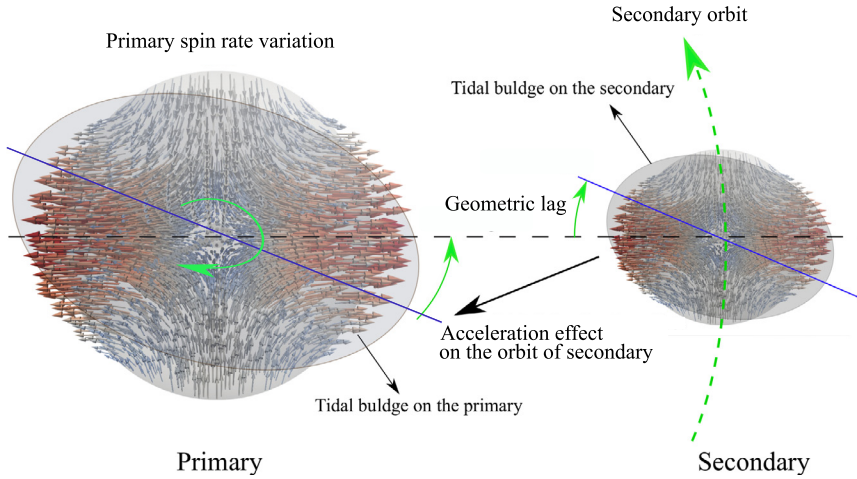 Secondary orbit
Primary spin rate variation
Tidal buldge on the secondary
Geometric lag
Acceleration effect
on the orbit of secondary
Tidal buldge on the primary
Primary
Secondary